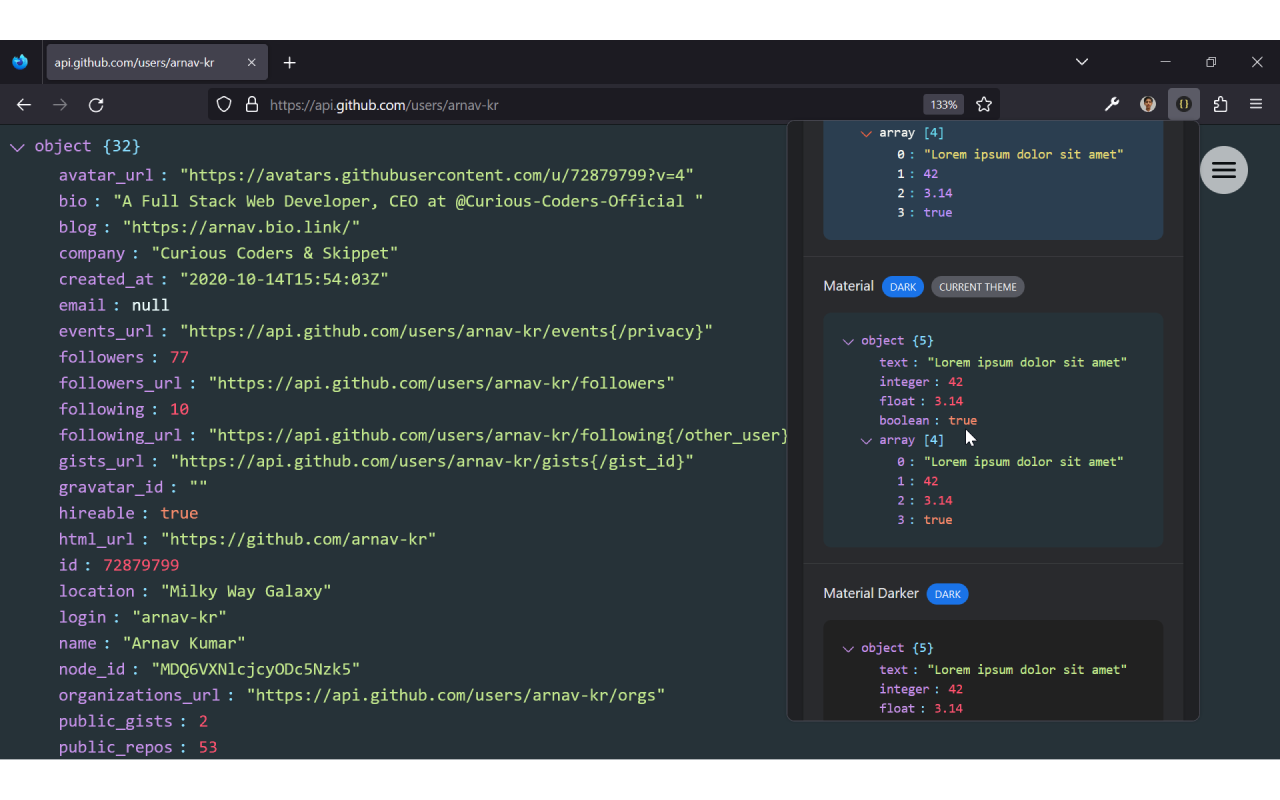 api.github.com/users/arnav-kr
https://api.github.com/users/arnav-kr
133%
object {32}
avatar_url : "https://avatars.githubusercontent.com/u/72879799?v=4"
bio : "A Full Stack Web Developer, CEO at @Curious-Coders-Official "
blog : "https://arnav.bio.link/"
company : "Curious Coders & Skippet"
created_at : "2020-10-14T15:54:03Z"
email : null
events_url : "https://api.github.com/users/arnav-kr/events{/privacy}"
followers : 77
followers_url : "https://api.github.com/users/arnav-kr/followers"
following : 10
following_url : "https://api.github.com/users/arnav-kr/following{/other_user}
gists_url : "https://api.github.com/users/arnav-kr/gists{/gist_id}"
gravatar_id : ""
hireable : true
html_url : "https://github.com/arnav-kr"
id : 72879799
location : "Milky Way Galaxy"
login : "arnav-kr"
name : "Arnav Kumar"
node_id : "MDQ6VXNlcjcyODc5Nzk5"
organizations_url : "https://api.github.com/users/arnav-kr/orgs"
public_gists : 2
public_repos : 53
array [4]
0 : "Lorem ipsum dolor sit amet"
1 : 42
2 : 3.14
3 : true
Material DARK CURRENT THEME
object {5}
text : "Lorem ipsum dolor sit amet"
integer : 42
float : 3.14
boolean : true
array [4]
0 : "Lorem ipsum dolor sit amet"
1 : 42
2 : 3.14
3 : true
Material Darker DARK
object {5}
text : "Lorem ipsum dolor sit amet"
integer : 42
float : 3.14